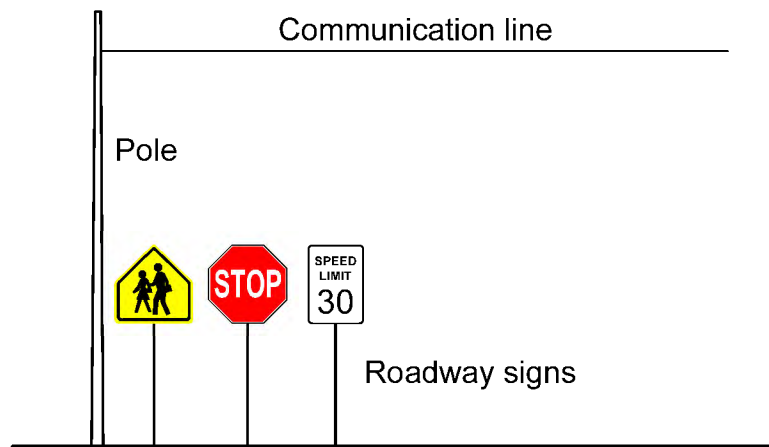 Communication line
Pole
STOP
SPEED
LIMIT
30
Roadway signs